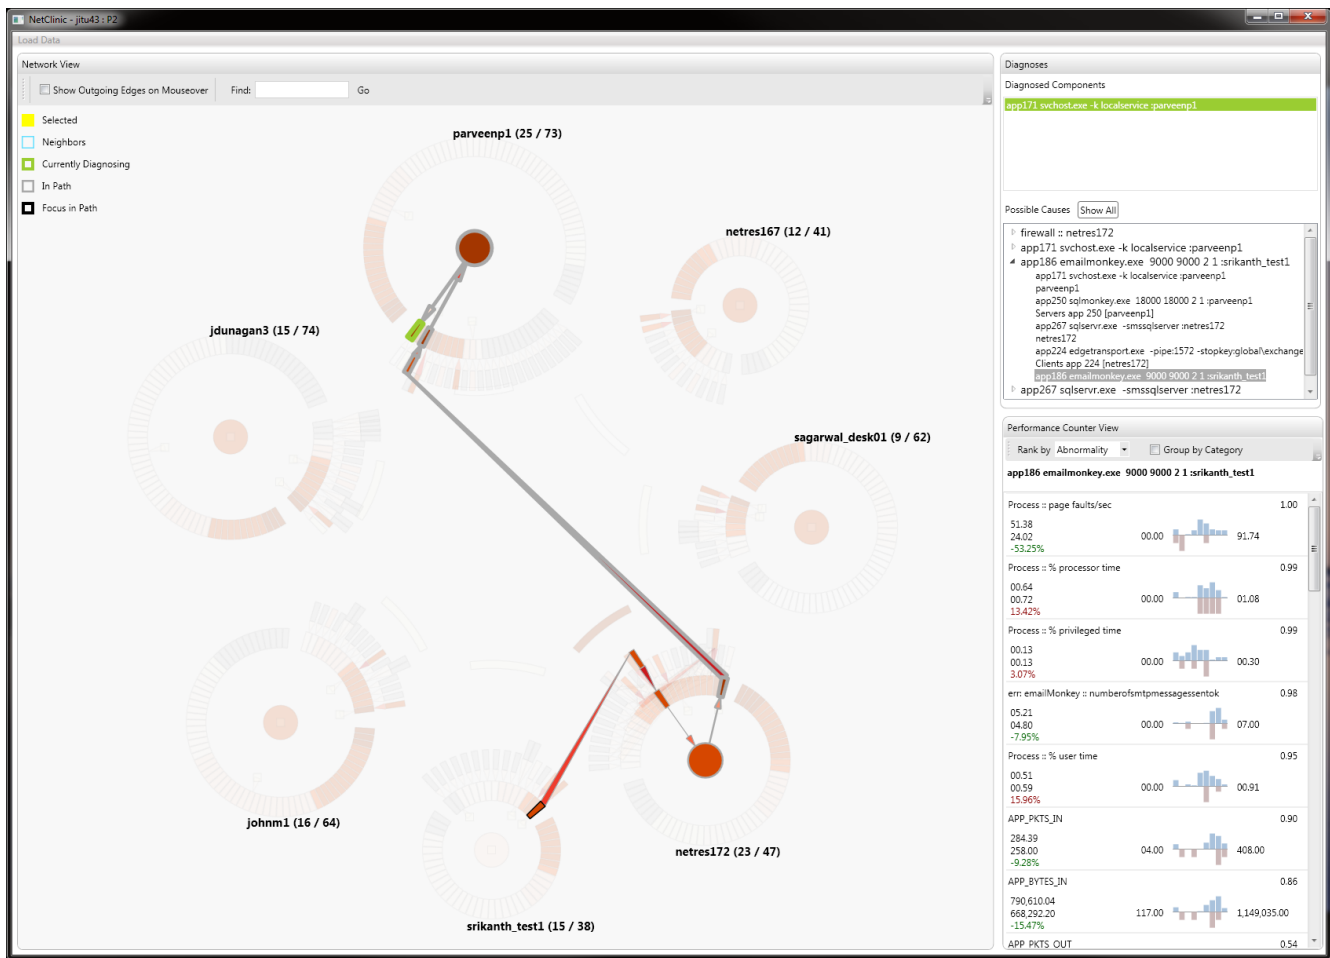 NetClinic - jitu43 : P2
Load Data
Network View
Show Outgoing Edges on Mouseover Find: Go
Selected
Neighbors
Currently Diagnosing
In Path
Focus in Path
parveenp1 (25 / 73)
netres167 (12 / 41)
jdunagan3 (15 / 74)
sagarwal_desk01 (9 / 62)
johnm1 (16 / 64)
netres172 (23 / 47)
srikanth_test1 (15 / 38)
Diagnoses
Diagnosed Components
app171 svchost.exe -k localservice :parveenp1
Possible Causes Show All
firewall :: netres172
app171 svchost.exe -k localservice :parveenp1
app186 emailmonkey.exe 9000 9000 2 1 :srikanth_test1
app171 svchost.exe -k localservice :parveenp1
parveenp1
app250 sqlmonkey.exe 18000 18000 2 1 :parveenp1
Servers app 250 [parveenp1]
app267 sqlservr.exe -smssqlserver :netres172
netres172
app224 edgetransport.exe -pipe:1572 -stopkey:global\exchange
Clients app 224 [netres172]
app186 emailmonkey.exe 9000 9000 2 1 :srikanth_test1
app267 sqlservr.exe -smssqlserver :netres172
Performance Counter View
Rank by Abnormality Group by Category
app186 emailmonkey.exe 9000 9000 2 1 :srikanth_test1
Process :: page faults/sec 1.00
51.38
24.02 00.00 91.74
-53.25%
Process :: % processor time 0.99
00.64
00.72 00.00 01.08
13.42%
Process :: % privileged time 0.99
00.13
00.13 00.00 00.30
3.07%
err: emailMonkey :: numberofsmtpmessagessentok 0.98
05.21
04.80 00.00 07.00
-7.95%
Process :: % user time 0.95
00.51
00.59 00.00 00.91
15.96%
APP_PKTS_IN 0.90
284.39
258.00 04.00 408.00
-9.28%
APP_BYTES_IN 0.86
790,610.04
668,292.20 117.00 1,149,035.00
-15.47%
APP PKTS OUT 0.54